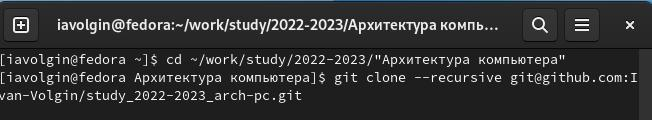 iavolgin@fedora:~/work/study/2022-2023/Архитектура компь...
[iavolgin@fedora ~]$ cd ~/work/study/2022-2023/"Архитектура компьютера"
[iavolgin@fedora Архитектура компьютера]$ git clone --recursive git@github.com:I
van-Volgin/study_2022-2023_arch-pc.git